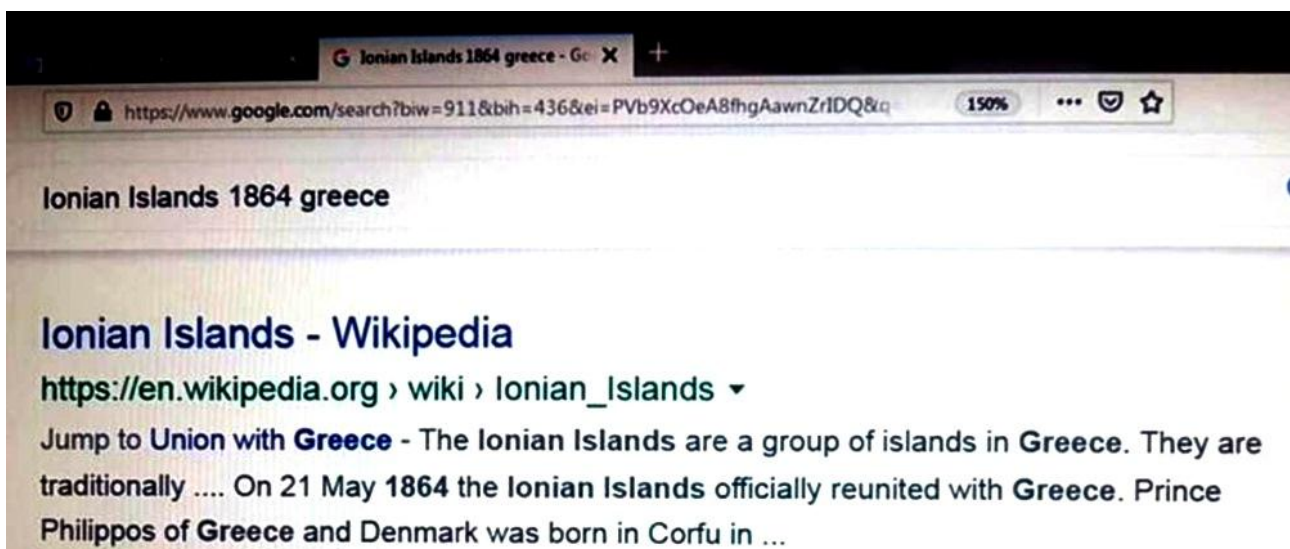 Ionian Islands 1864 greece - Go
https://www.google.com/search?biw=911&bih=436&ei=PVb9XcOeA8fhgAawnZrIDQ&q
150%
Ionian Islands 1864 greece
Ionian Islands - Wikipedia
https://en.wikipedia.org › wiki › Ionian_Islands
Jump to Union with Greece - The Ionian Islands are a group of islands in Greece. They are
traditionally .... On 21 May 1864 the Ionian Islands officially reunited with Greece. Prince
Philippos of Greece and Denmark was born in Corfu in ...